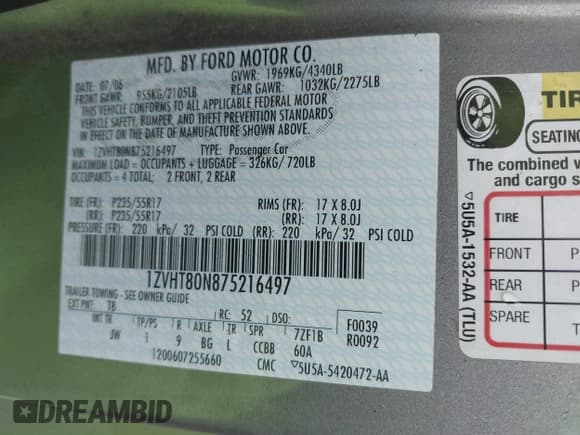 MFD. BY FORD MOTOR CO.
DATE: 07/06 GVWR: 1969KG/4340LB
FRONT GAWR: 955KG/2105LB REAR GAWR: 1032KG/2275LB
THIS VEHICLE CONFORMS TO ALL APPLICABLE FEDERAL MOTOR
VEHICLE SAFETY, BUMPER, AND THEFT PREVENTION STANDARDS
IN EFFECT ON THE DATE OF MANUFACTURE SHOWN ABOVE.
VIN: 1ZVHT80N875216497 TYPE: Passenger Car
MAXIMUM LOAD = OCCUPANTS + LUGGAGE = 326KG/720LB
OCCUPANTS = 4 TOTAL; 2 FRONT, 2 REAR
TIRE (FR): P235/55R17 RIMS (FR): 17 X 8.0J
(RR): P235/55R17 (RR): 17 X 8.0J
PRESSURE (FR): 220 kPa/ 32 PSI COLD (RR): 220 kPa/ 32 PSI COLD
1ZVHT80N875216497
TRAILER TOWING - SEE OWNER GUIDE
EXT PNT: TB RC: 52 DSO: F0039
INT TR TP/PS R AXLE TR SPR 7ZF1B R0092
JW 1 9 BG L CCBB 60A
1200607255660 CMC ▽5U5A-5420472-AA
TIR
SEATING
The combined
and cargo s
TIRE
FRONT P
REAR P
SPARE T
▽5U5A-1532-AA (TLU)
DREAMBID